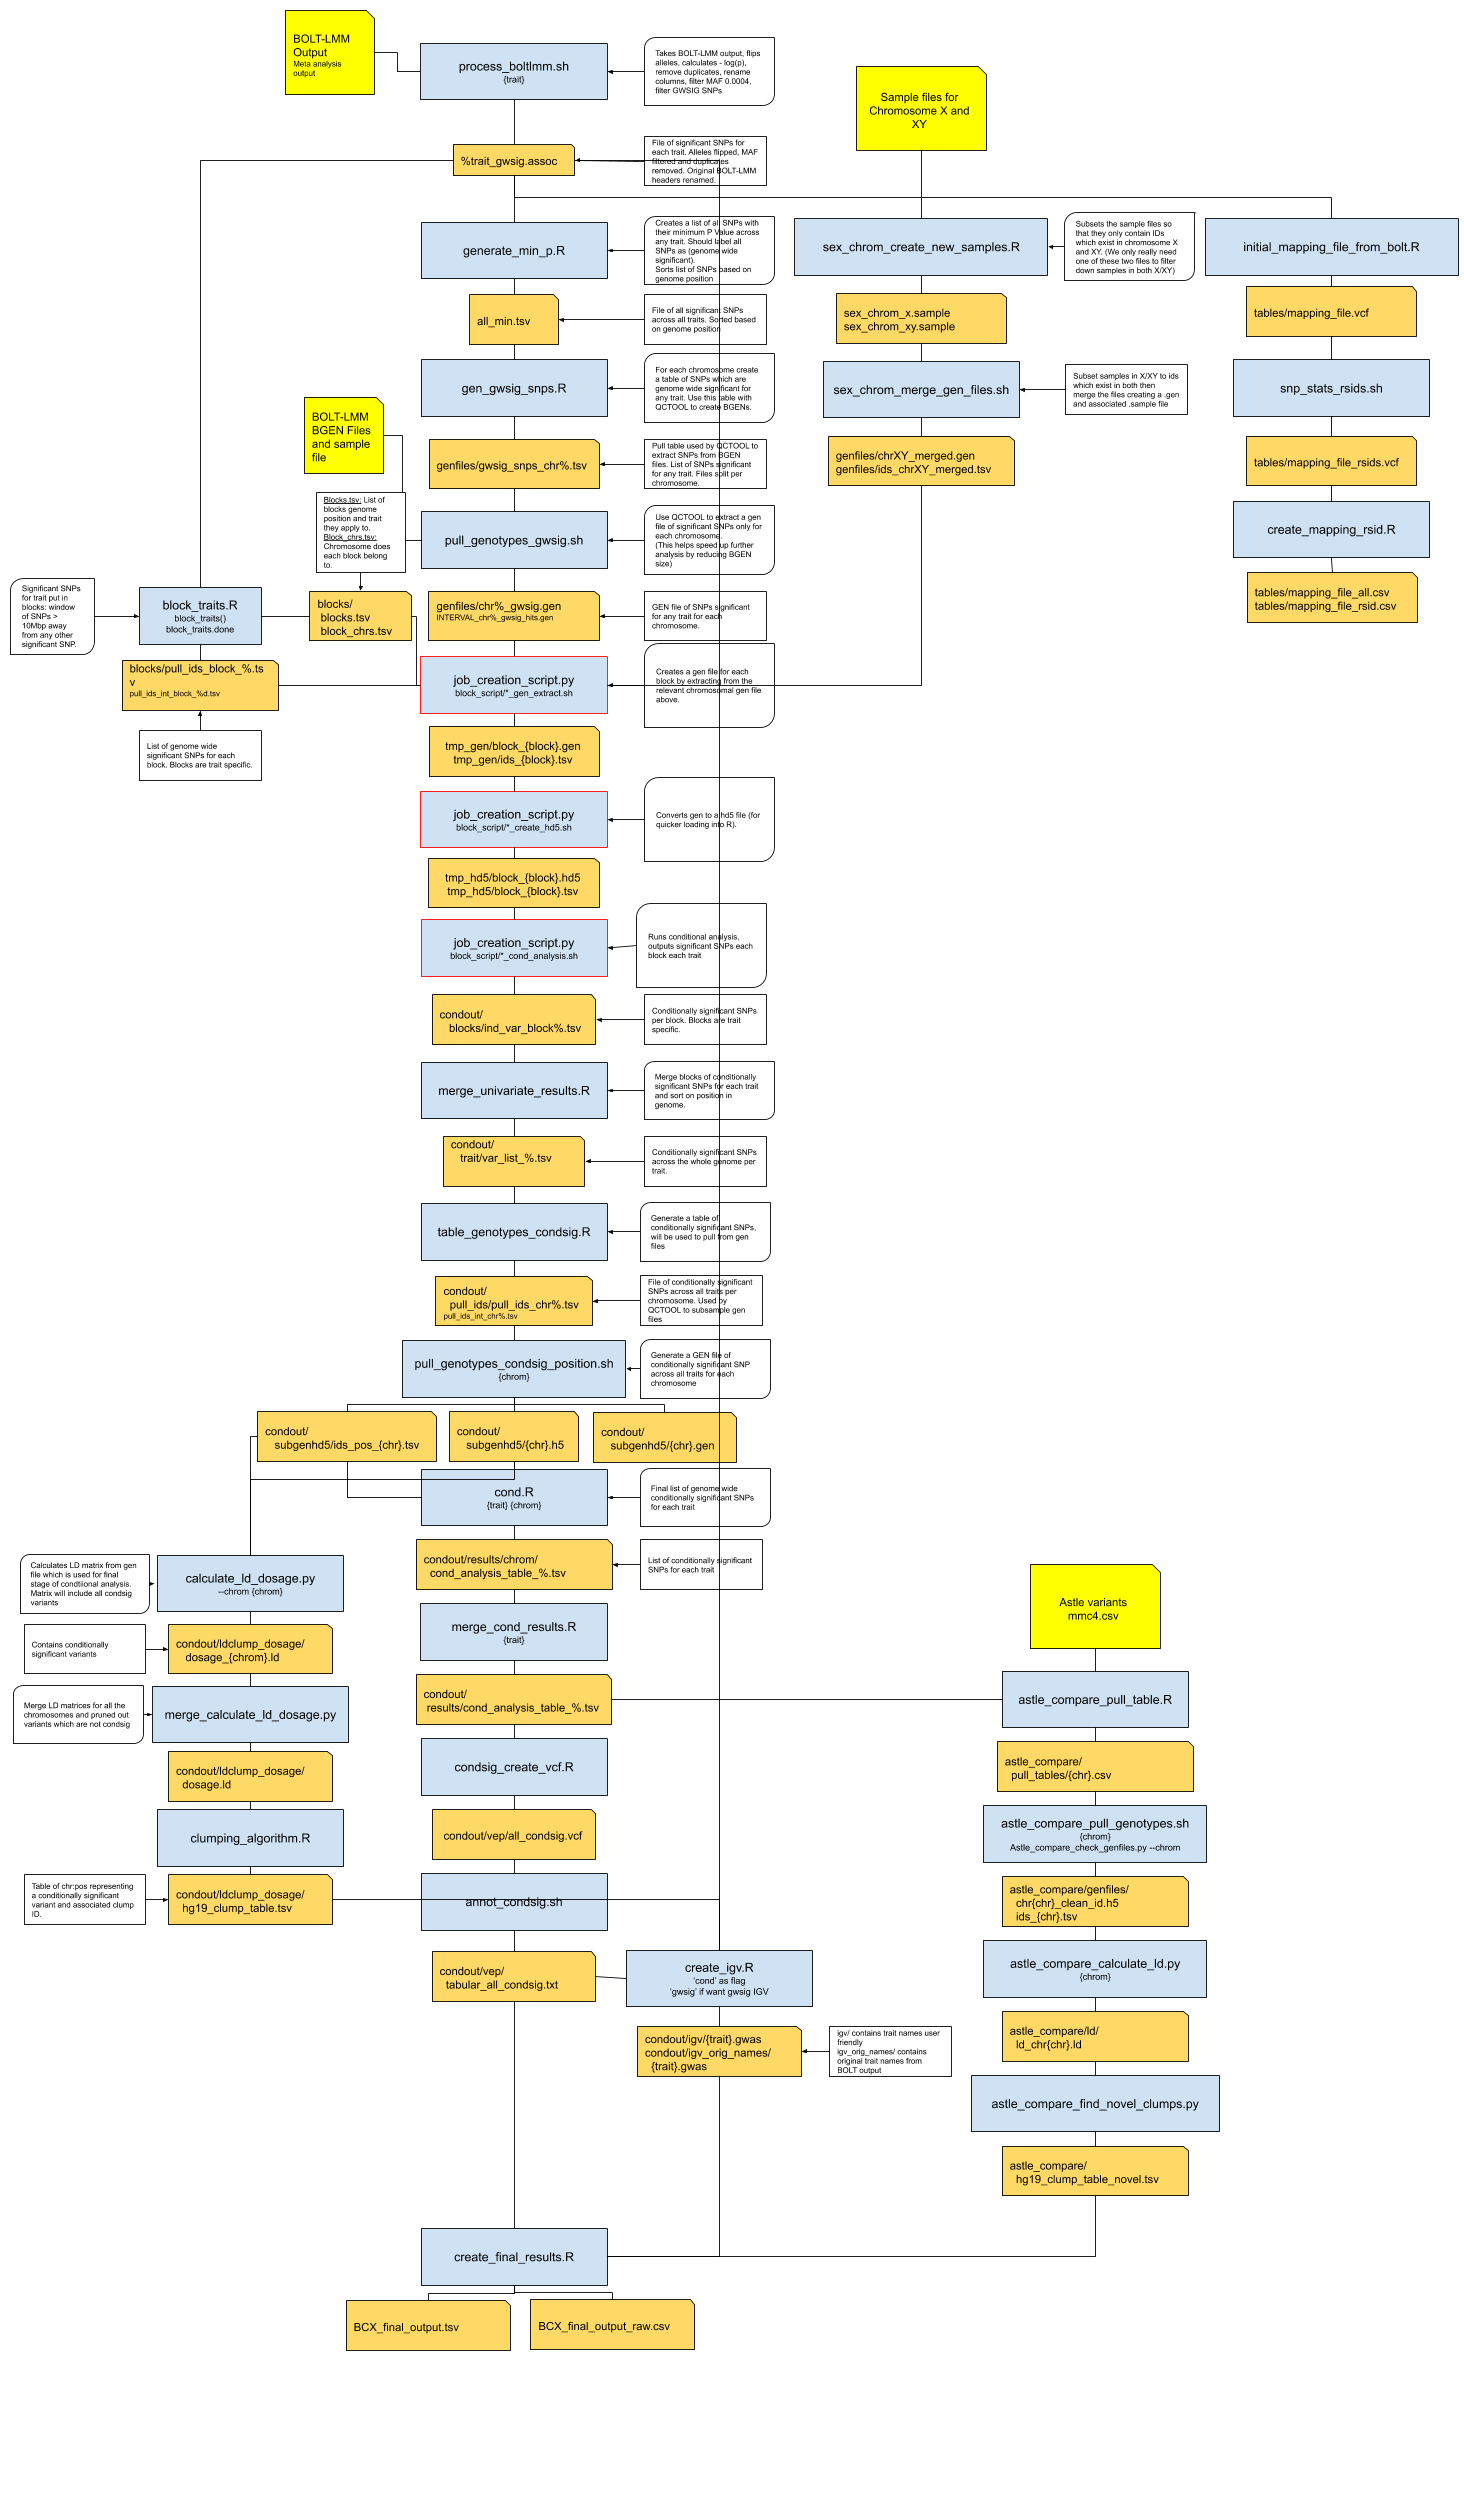 BOLT-LMM
Output
Meta analysis
output
process_boltlmm.sh
{trait}
Takes BOLT-LMM output, flips
alleles, calculates - log(p),
remove duplicates, rename
columns, filter MAF 0.0004,
filter GWSIG SNPs
Sample files for
Chromosome X and
XY
%trait_gwsig.assoc
File of significant SNPs for
each trait. Alleles flipped, MAF
filtered and duplicates
removed. Original BOLT-LMM
headers renamed.
generate_min_p.R
Creates a list of all SNPs with
their minimum P Value across
any trait. Should label all
SNPs as (genome wide
significant).
Sorts list of SNPs based on
genome position
sex_chrom_create_new_samples.R
Subsets the sample files so
that they only contain IDs
which exist in chromosome X
and XY. (We only really need
one of these two files to filter
down samples in both X/XY)
initial_mapping_file_from_bolt.R
all_min.tsv
File of all significant SNPs
across all traits. Sorted based
on genome position
sex_chrom_x.sample
sex_chrom_xy.sample
tables/mapping_file.vcf
gen_gwsig_snps.R
For each chromosome create
a table of SNPs which are
genome wide significant for
any trait. Use this table with
QCTOOL to create BGENs.
sex_chrom_merge_gen_files.sh
Subset samples in X/XY to ids
which exist in both then
merge the files creating a .gen
and associated .sample file
snp_stats_rsids.sh
BOLT-LMM
BGEN Files
and sample
file
genfiles/gwsig_snps_chr%.tsv
Pull table used by QCTOOL to
extract SNPs from BGEN
files. List of SNPs significant
for any trait. Files split per
chromosome.
genfiles/chrXY_merged.gen
genfiles/ids_chrXY_merged.tsv
tables/mapping_file_rsids.vcf
Blocks.tsv: List of
blocks genome
position and trait
they apply to.
Block_chrs.tsv:
Chromosome does
each block belong
to.
pull_genotypes_gwsig.sh
Use QCTOOL to extract a gen
file of significant SNPs only for
each chromosome.
(This helps speed up further
analysis by reducing BGEN
size)
create_mapping_rsid.R
Significant SNPs
for trait put in
blocks: window
of SNPs >
10Mbp away
from any other
significant SNP.
block_traits.R
block_traits()
block_traits.done
blocks/
blocks.tsv
block_chrs.tsv
genfiles/chr%_gwsig.gen
INTERVAL_chr%_gwsig_hits.gen
GEN file of SNPs significant
for any trait for each
chromosome.
tables/mapping_file_all.csv
tables/mapping_file_rsid.csv
blocks/pull_ids_block_%.ts
v
pull_ids_int_block_%d.tsv
job_creation_script.py
block_script/*_gen_extract.sh
Creates a gen file for each
block by extracting from the
relevant chromosomal gen file
above.
List of genome wide
significant SNPs for each
block. Blocks are trait specific.
tmp_gen/block_{block}.gen
tmp_gen/ids_{block}.tsv
job_creation_script.py
block_script/*_create_hd5.sh
Converts gen to a hd5 file (for
quicker loading into R).
tmp_hd5/block_{block}.hd5
tmp_hd5/block_{block}.tsv
job_creation_script.py
block_script/*_cond_analysis.sh
Runs conditional analysis,
outputs significant SNPs each
block each trait
condout/
blocks/ind_var_block%.tsv
Conditionally significant SNPs
per block. Blocks are trait
specific.
merge_univariate_results.R
Merge blocks of conditionally
significant SNPs for each trait
and sort on position in
genome.
condout/
trait/var_list_%.tsv
Conditionally significant SNPs
across the whole genome per
trait.
table_genotypes_condsig.R
Generate a table of
conditionally significant SNPs,
will be used to pull from gen
files
condout/
pull_ids/pull_ids_chr%.tsv
pull_ids_int_chr%.tsv
File of conditionally significant
SNPs across all traits per
chromosome. Used by
QCTOOL to subsample gen
files
pull_genotypes_condsig_position.sh
{chrom}
Generate a GEN file of
conditionally significant SNP
across all traits for each
chromosome
condout/
subgenhd5/ids_pos_{chr}.tsv
condout/
subgenhd5/{chr}.h5
condout/
subgenhd5/{chr}.gen
cond.R
{trait} {chrom}
Final list of genome wide
conditionally significant SNPs
for each trait
Calculates LD matrix from gen
file which is used for final
stage of condtiional analysis.
Matrix will include all condsig
variants
calculate_ld_dosage.py
--chrom {chrom}
condout/results/chrom/
cond_analysis_table_%.tsv
List of conditionally significant
SNPs for each trait
Astle variants
mmc4.csv
Contains conditionally
significant variants
condout/ldclump_dosage/
dosage_{chrom}.ld
merge_cond_results.R
{trait}
Merge LD matrices for all the
chromosomes and pruned out
variants which are not condsig
merge_calculate_ld_dosage.py
condout/
results/cond_analysis_table_%.tsv
astle_compare_pull_table.R
condout/ldclump_dosage/
dosage.ld
condsig_create_vcf.R
astle_compare/
pull_tables/{chr}.csv
clumping_algorithm.R
condout/vep/all_condsig.vcf
astle_compare_pull_genotypes.sh
{chrom}
Astle_compare_check_genfiles.py --chrom
Table of chr:pos representing
a conditionally significant
variant and associated clump
ID.
condout/ldclump_dosage/
hg19_clump_table.tsv
annot_condsig.sh
astle_compare/genfiles/
chr{chr}_clean_id.h5
ids_{chr}.tsv
condout/vep/
tabular_all_condsig.txt
create_igv.R
'cond' as flag
'gwsig' if want gwsig IGV
astle_compare_calculate_ld.py
{chrom}
condout/igv/{trait}.gwas
condout/igv_orig_names/
{trait}.gwas
igv/ contains trait names user
friendly
igv_orig_names/ contains
original trait names from
BOLT output
astle_compare/ld/
ld_chr{chr}.ld
astle_compare_find_novel_clumps.py
astle_compare/
hg19_clump_table_novel.tsv
create_final_results.R
BCX_final_output.tsv
BCX_final_output_raw.csv